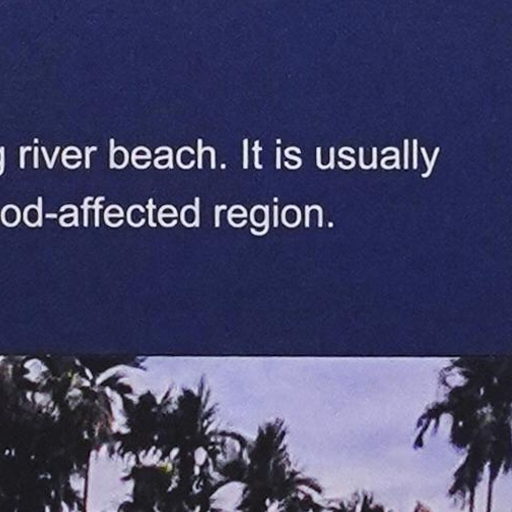 river beach. It is usually
od-affected region.